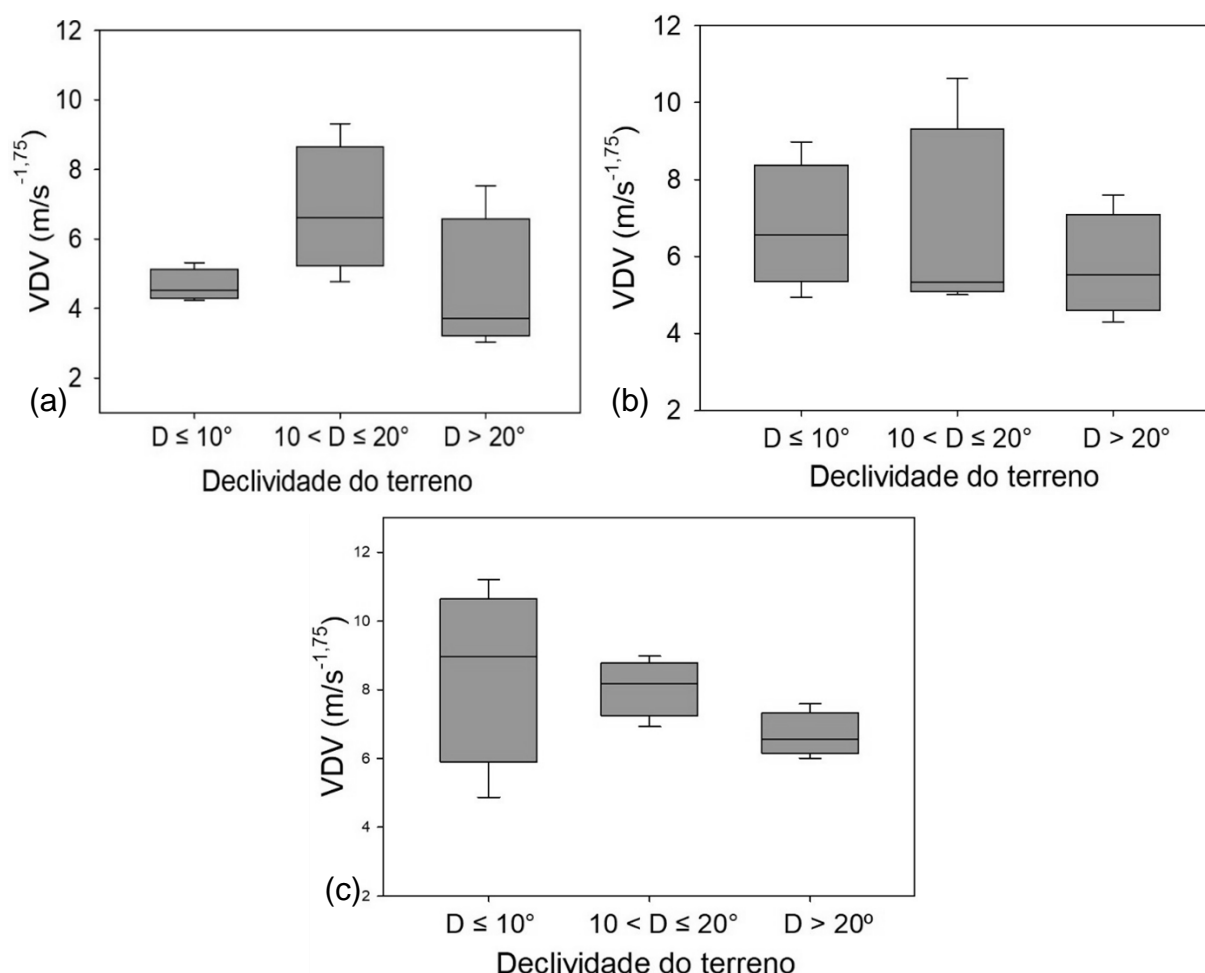 (a)
VDV (m/s^-1,75)
12
10
8
6
4
2
D ≤ 10° 10 < D ≤ 20° D > 20°
Declividade do terreno
(b)
VDV (m/s^-1,75)
12
10
8
6
4
2
D ≤ 10° 10 < D ≤ 20° D > 20°
Declividade do terreno
(c)
VDV (m/s^-1,75)
12
10
8
6
4
2
D ≤ 10° 10 < D ≤ 20° D > 20º
Declividade do terreno